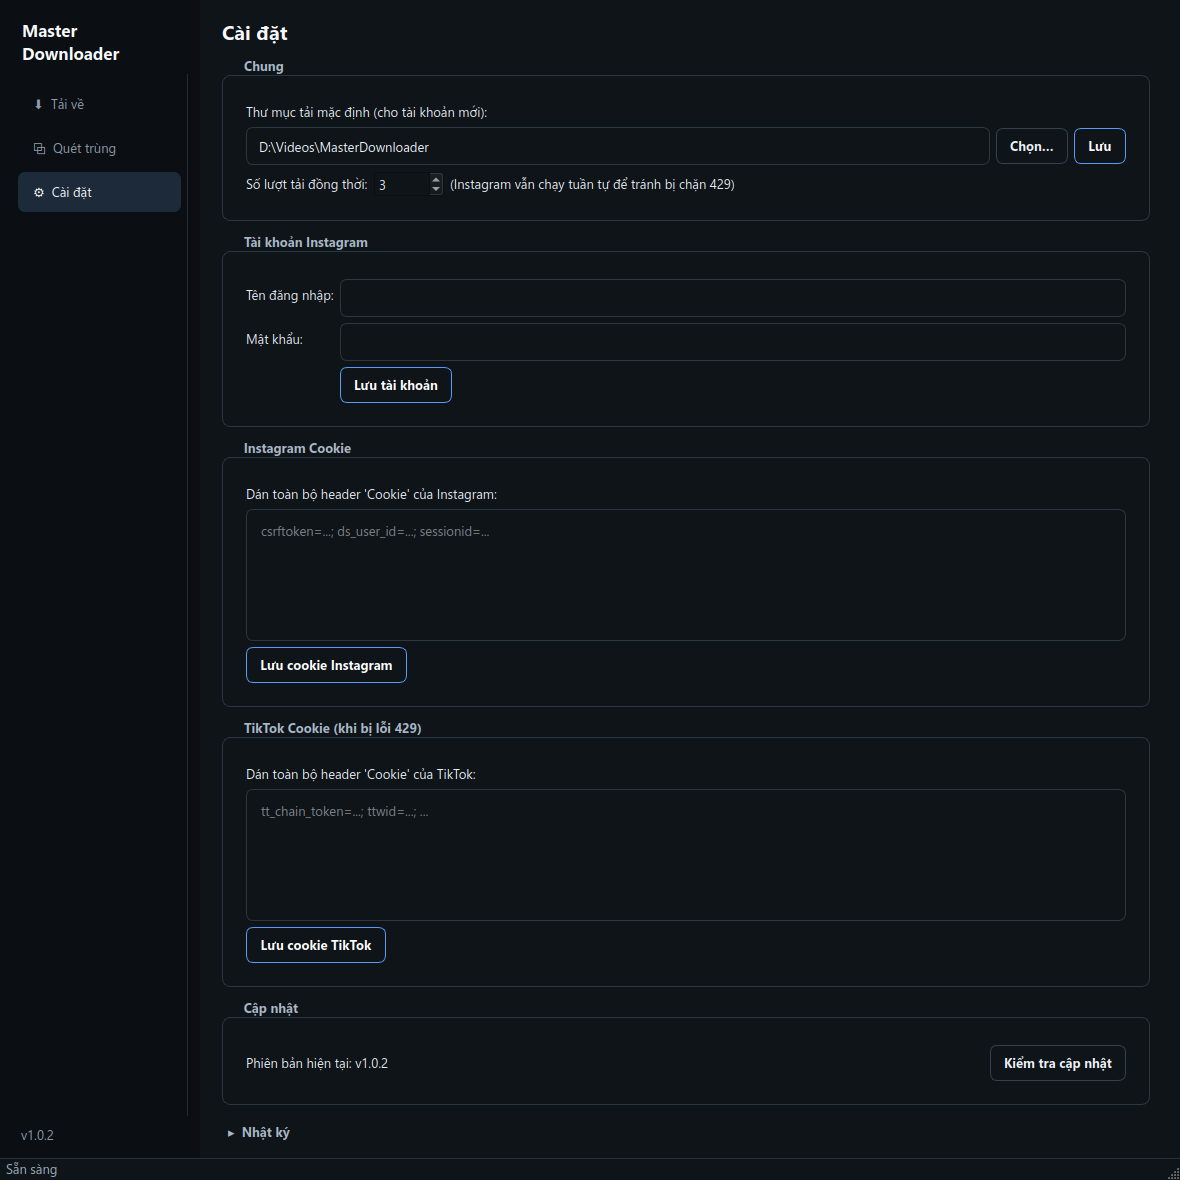 Master
Downloader
Tải về
Quét trùng
Cài đặt
v1.0.2
Cài đặt
Chung
Thư mục tải mặc định (cho tài khoản mới):
D:\Videos\MasterDownloader
Chọn...
Lưu
Số lượt tải đồng thời: 3 (Instagram vẫn chạy tuần tự để tránh bị chặn 429)
Tài khoản Instagram
Tên đăng nhập:
Mật khẩu:
Lưu tài khoản
Instagram Cookie
Dán toàn bộ header 'Cookie' của Instagram:
csrftoken=...; ds_user_id=...; sessionid=...
Lưu cookie Instagram
TikTok Cookie (khi bị lỗi 429)
Dán toàn bộ header 'Cookie' của TikTok:
tt_chain_token=...; ttwid=...; ...
Lưu cookie TikTok
Cập nhật
Phiên bản hiện tại: v1.0.2
Kiểm tra cập nhật
Nhật ký
Sẵn sàng